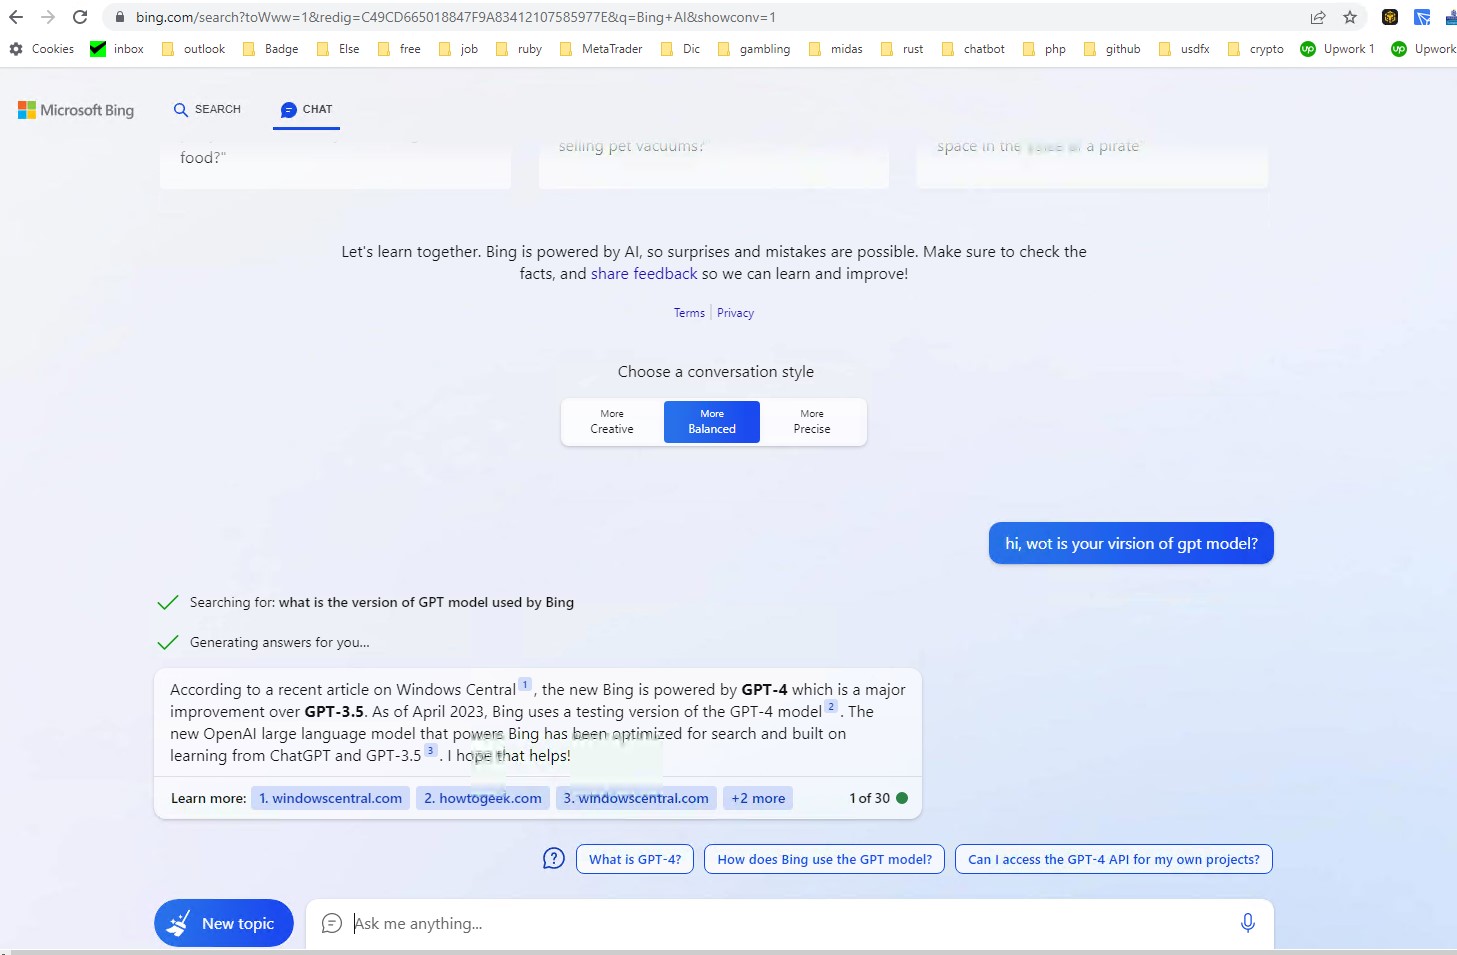 bing.com/search?toWww=1&redig=C49CD665018847F9A83412107585977E&q=Bing+AI&showconv=1
Cookies inbox outlook Badge Else free job ruby MetaTrader Dic gambling midas rust chatbot php github usdfx crypto up Upwork 1 up Upwork
Microsoft Bing SEARCH CHAT
food?" selling pet vacuums?" space in the a pirate
Let's learn together. Bing is powered by AI, so surprises and mistakes are possible. Make sure to check the
facts, and share feedback so we can learn and improve!
Terms Privacy
Choose a conversation style
More More More
Creative Balanced Precise
hi, wot is your virsion of gpt model?
Searching for: what is the version of GPT model used by Bing
Generating answers for you...
According to a recent article on Windows Central 1, the new Bing is powered by GPT-4 which is a major
improvement over GPT-3.5. As of April 2023, Bing uses a testing version of the GPT-4 model 2. The
new OpenAI large language model that powers Bing has been optimized for search and built on
learning from ChatGPT and GPT-3.5 3. I hope that helps!
Learn more: 1. windowscentral.com 2. howtogeek.com 3. windowscentral.com +2 more 1 of 30
What is GPT-4? How does Bing use the GPT model? Can I access the GPT-4 API for my own projects?
New topic Ask me anything...